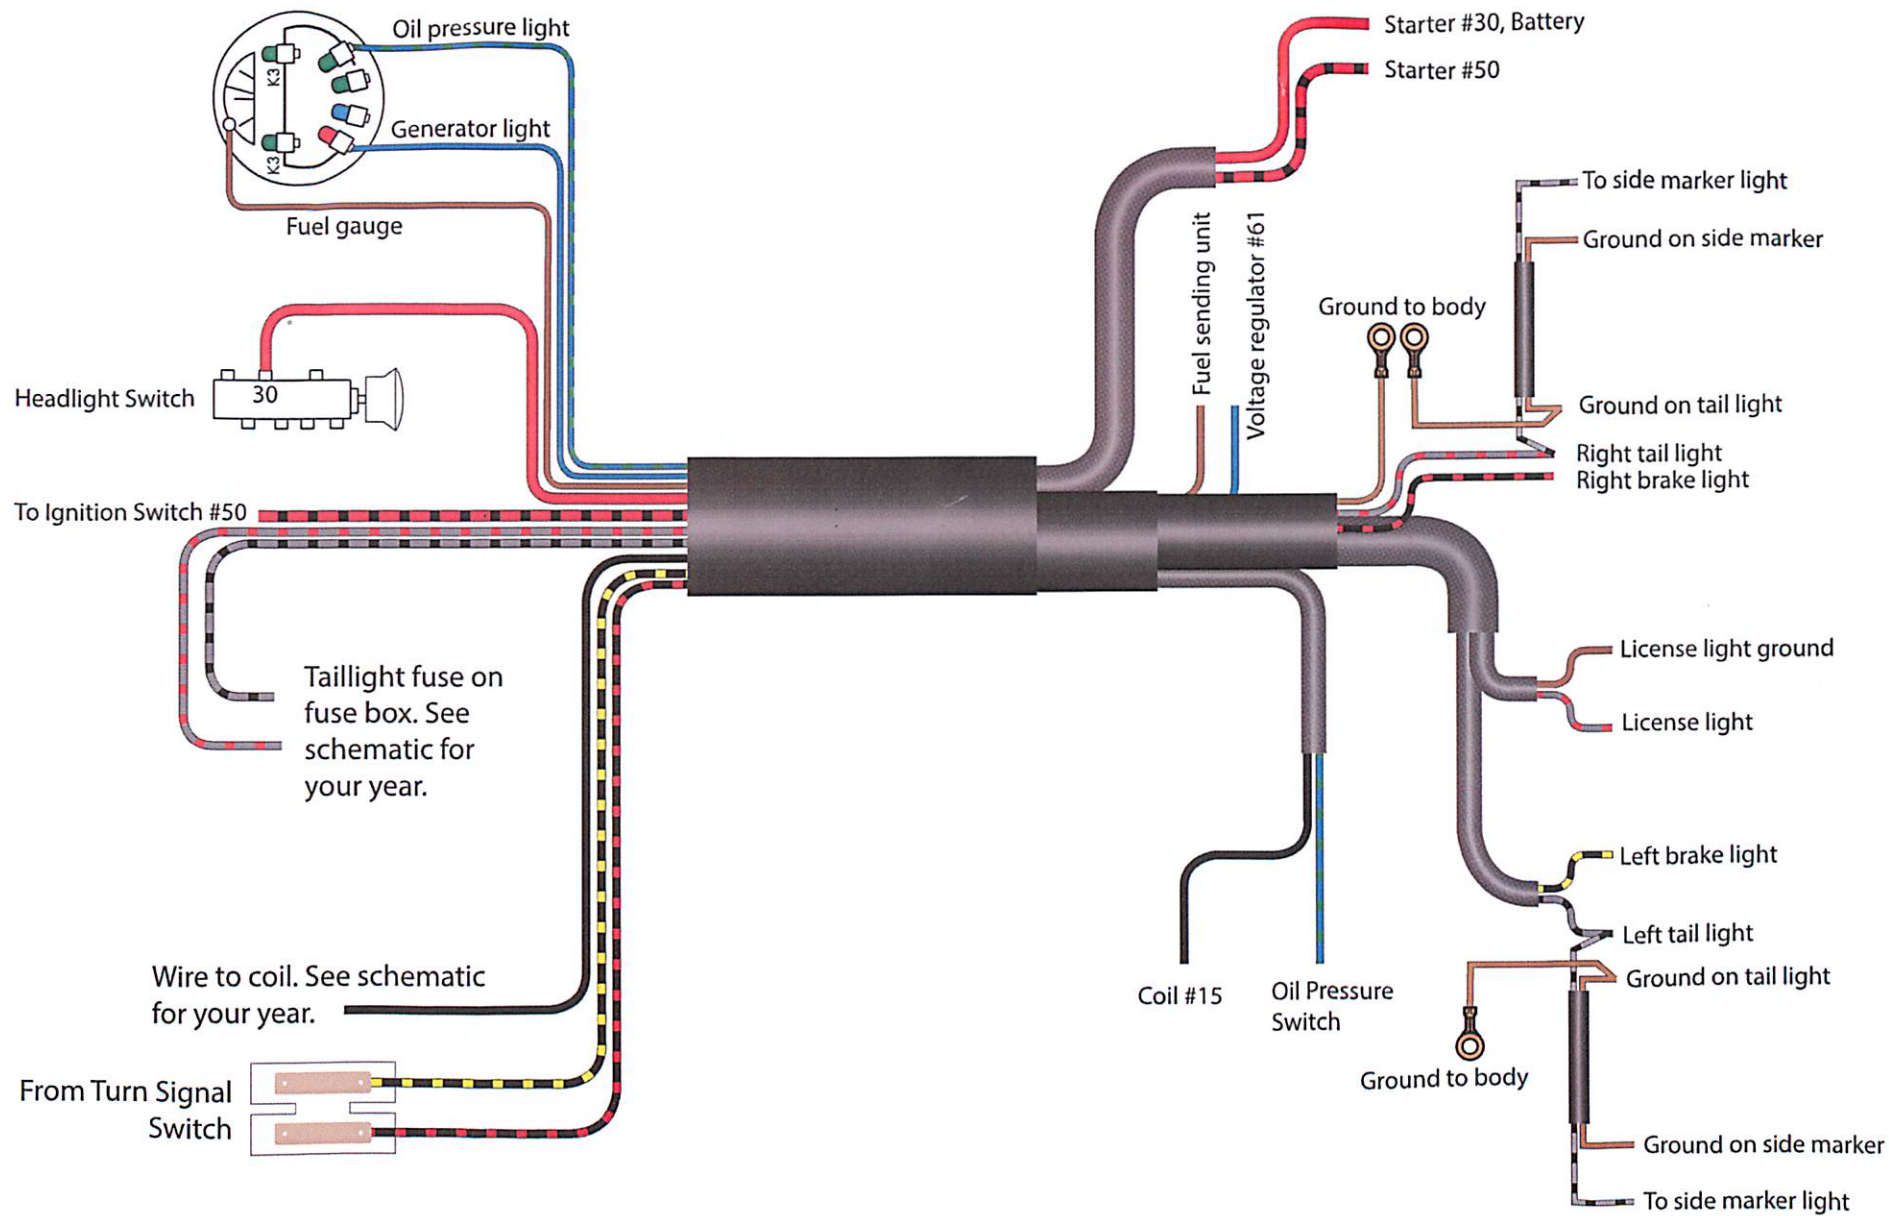 Oil pressure light
K3
Generator light
K3
Fuel gauge
Headlight Switch
30
To Ignition Switch #50
Taillight fuse on
fuse box. See
schematic for
your year.
Wire to coil. See schematic
for your year.
From Turn Signal
Switch
Starter #30, Battery
Starter #50
Fuel sending unit
Voltage regulator #61
To side marker light
Ground on side marker
Ground to body
Ground on tail light
Right tail light
Right brake light
License light ground
License light
Left brake light
Left tail light
Ground on tail light
Coil #15
Oil Pressure
Switch
Ground to body
Ground on side marker
To side marker light